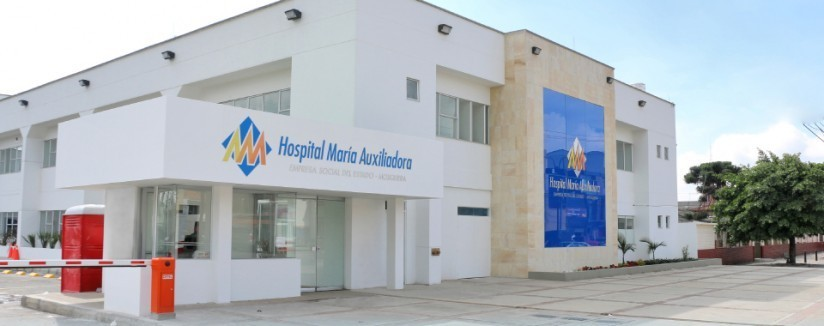 Hospital María Auxiliadora
EMPRESA SOCIAL DEL ESTADO - MOSQUERA
Hospital María Auxiliadora